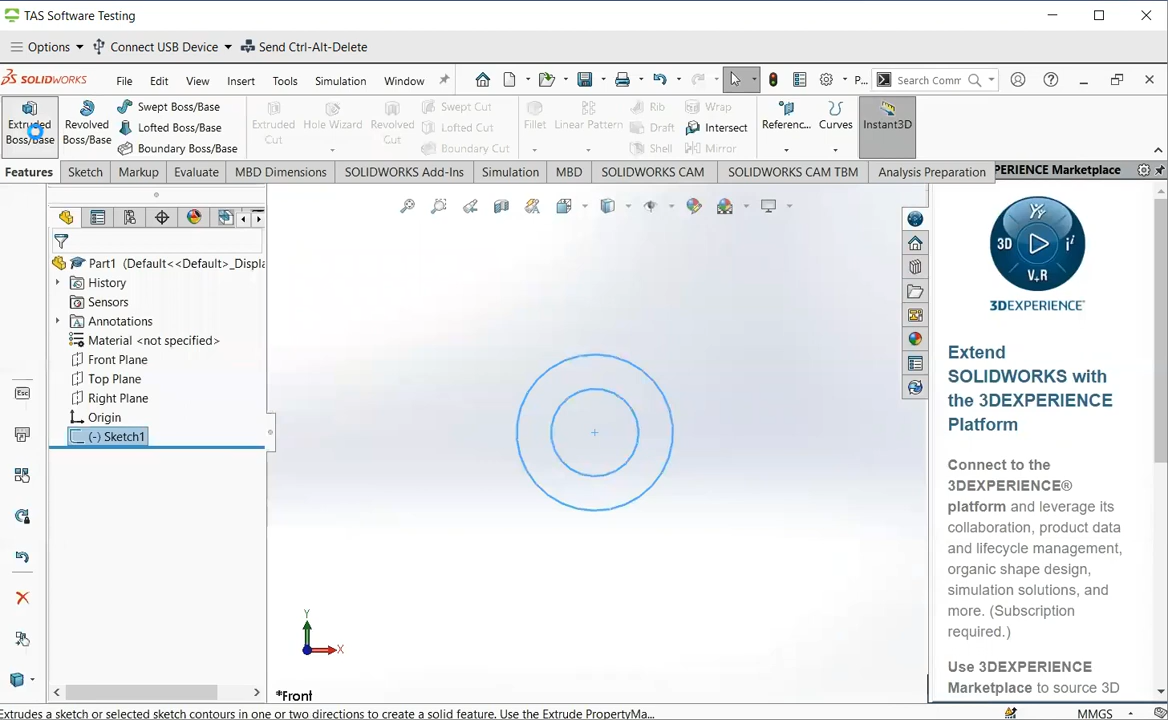 TAS Software Testing
Options Connect USB Device Send Ctrl-Alt-Delete
SOLIDWORKS File Edit View Insert Tools Simulation Window P... Search Comm
Extruded Boss/Base
Revolved Boss/Base
Swept Boss/Base
Lofted Boss/Base
Boundary Boss/Base
Extruded Cut
Hole Wizard
Revolved Cut
Swept Cut
Lofted Cut
Boundary Cut
Fillet
Linear Pattern
Rib
Draft
Shell
Wrap
Intersect
Mirror
Referenc...
Curves
Instant3D
Features Sketch Markup Evaluate MBD Dimensions SOLIDWORKS Add-Ins Simulation MBD SOLIDWORKS CAM SOLIDWORKS CAM TBM Analysis Preparation
PERIENCE Marketplace
Part1 (Default<<Default>_Displa
History
Sensors
Annotations
Material <not specified>
Front Plane
Top Plane
Right Plane
Origin
(-) Sketch1
Esc
Y
X
*Front
3D
V+R
3DEXPERIENCE
Extend
SOLIDWORKS with
the 3DEXPERIENCE
Platform
Connect to the
3DEXPERIENCE®
platform and leverage its
collaboration, product data
and lifecycle management,
organic shape design,
simulation solutions, and
more. (Subscription
required.)
Use 3DEXPERIENCE
Marketplace to source 3D
Extrudes a sketch or selected sketch contours in one or two directions to create a solid feature. Use the Extrude PropertyMa...
MMGS